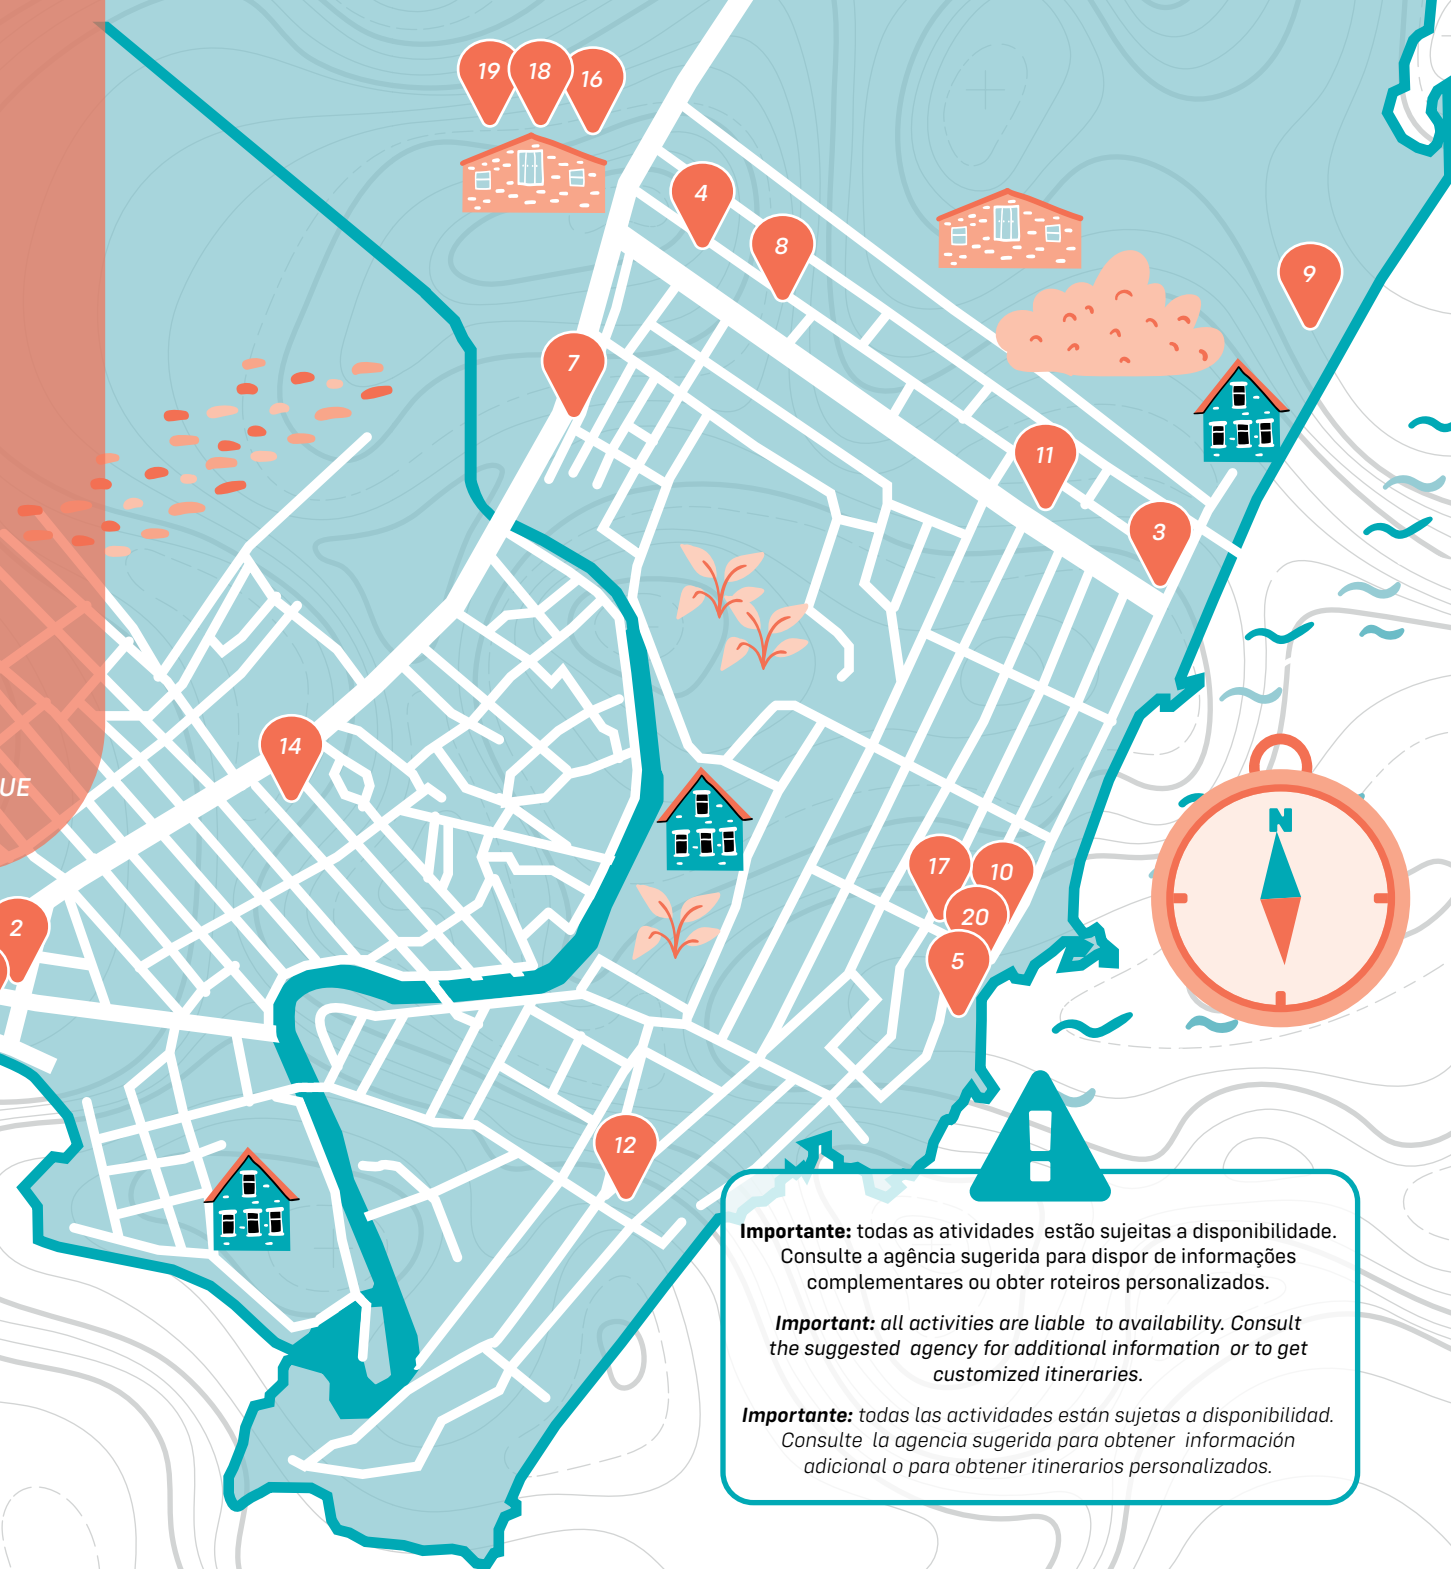 19
18
16
4
8
9
7
11
3
14
UE
17
10
2
20
5
N
12
Importante: todas as atividades estão sujeitas a disponibilidade.
Consulte a agência sugerida para dispor de informações
complementares ou obter roteiros personalizados.
Important: all activities are liable to availability. Consult
the suggested agency for additional information or to get
customized itineraries.
Importante: todas las actividades están sujetas a disponibilidad.
Consulte la agencia sugerida para obtener información
adicional o para obtener itinerarios personalizados.